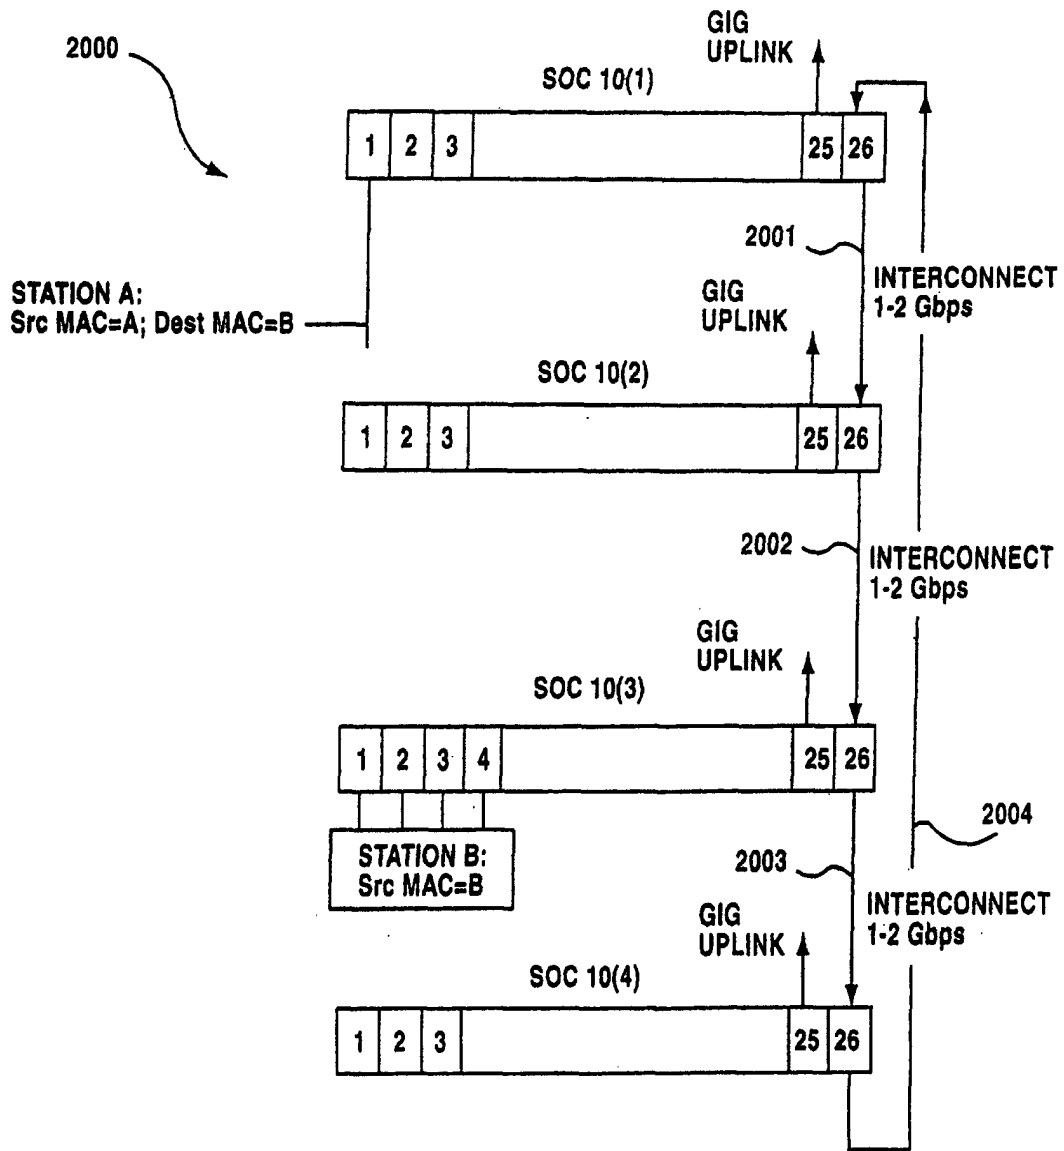 2000
GIG
UPLINK
SOC 10(1)
1 2 3 25 26
2001
INTERCONNECT
1-2 Gbps
STATION A:
Src MAC=A; Dest MAC=B
GIG
UPLINK
SOC 10(2)
1 2 3 25 26
2002
INTERCONNECT
1-2 Gbps
GIG
UPLINK
SOC 10(3)
1 2 3 4 25 26
2004
STATION B:
Src MAC=B
2003
INTERCONNECT
1-2 Gbps
GIG
UPLINK
SOC 10(4)
1 2 3 25 26